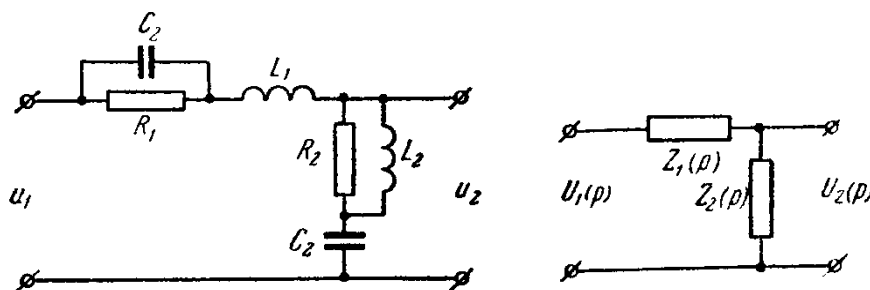 C₂
L₁
R₁
R₂
L₂
u₁
u₂
C₂
Z₁(p)
U₁(p)
Z₂(p)
U₂(p)